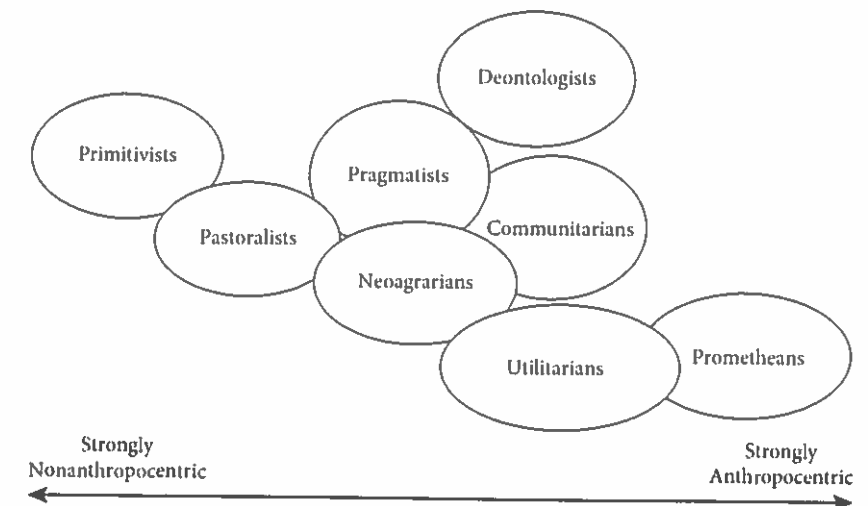 Deontologists
Primitivists
Pragmatists
Pastoralists
Communitarians
Neoagrarians
Utilitarians
Prometheans
Strongly
Nonanthropocentric
Strongly
Anthropocentric